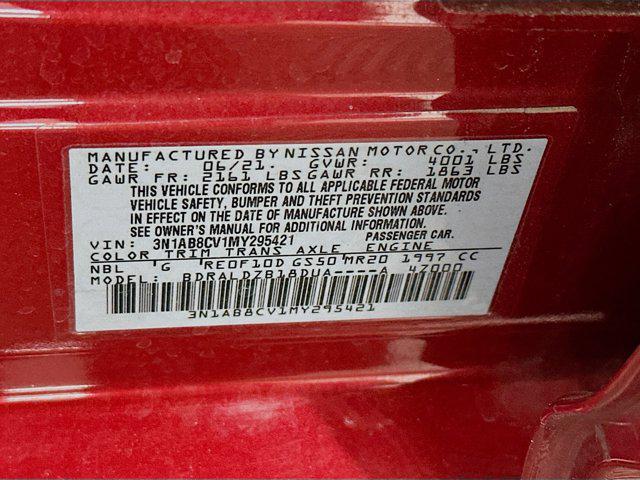 MANUFACTURED BY NISSAN MOTOR CO., LTD.
DATE: 06/21. GVWR: 4001 LBS
GAWR FR: 2161 LBS GAWR RR: 1863 LBS
THIS VEHICLE CONFORMS TO ALL APPLICABLE FEDERAL MOTOR
VEHICLE SAFETY, BUMPER AND THEFT PREVENTION STANDARDS
IN EFFECT ON THE DATE OF MANUFACTURE SHOWN ABOVE.
SEE OWNER'S MANUAL FOR ADDITIONAL INFORMATION.
VIN: 3N1AB8CV1MY295421 PASSENGER CAR.
COLOR TRIM TRANS AXLE ENGINE
NBL 'G RE0F10D GS50 MR20 1997 CC
MODEL: BDRALDZB18DUA----A 47000
3N1AB8CV1MY295421